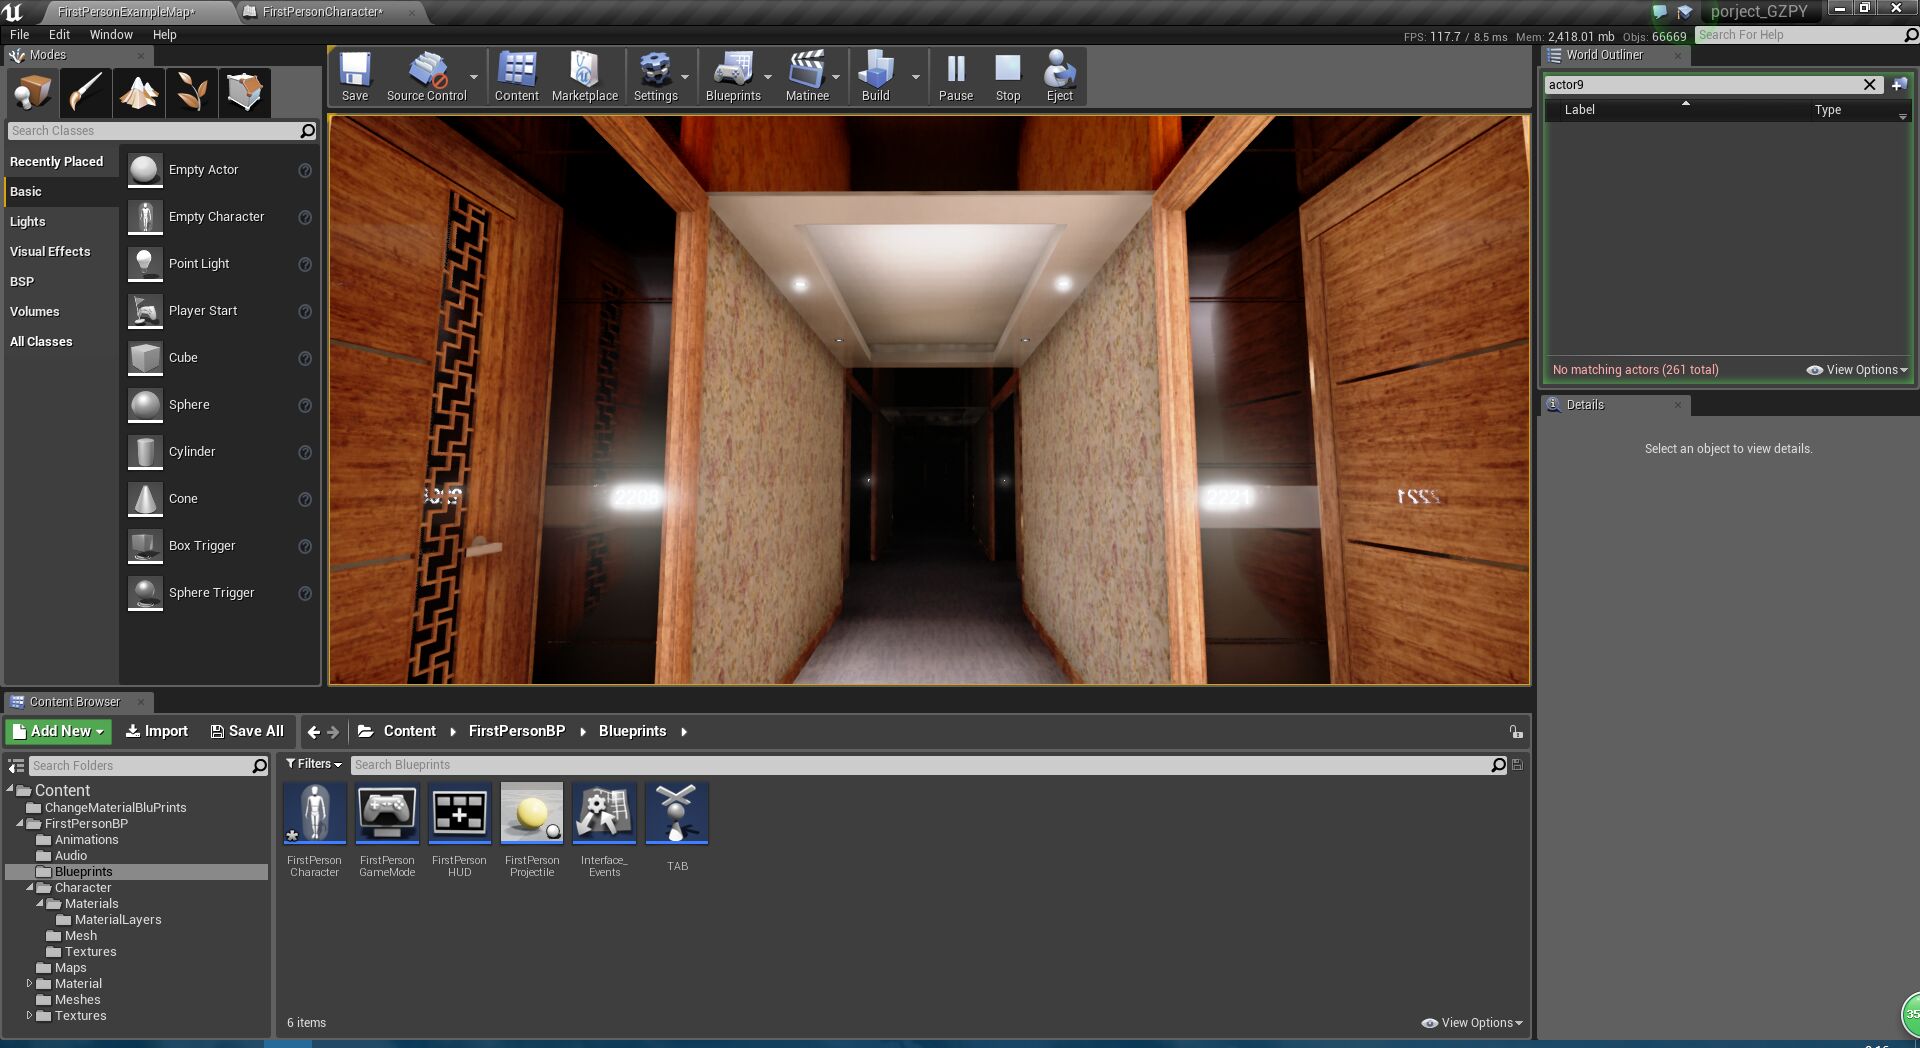 FirstPersonExampleMap*
FirstPersonCharacter*
porject_GZPY
File Edit Window Help
FPS: 117.7 / 8.5 ms Mem: 2,418.01 mb Objs: 66669
Search For Help
Modes
Search Classes
Recently Placed
Basic
Lights
Visual Effects
BSP
Volumes
All Classes
Empty Actor
Empty Character
Point Light
Player Start
Cube
Sphere
Cylinder
Cone
Box Trigger
Sphere Trigger
Save
Source Control
Content
Marketplace
Settings
Blueprints
Matinee
Build
Pause
Stop
Eject
2208
2221
2221
World Outliner
actor9
Label
Type
No matching actors (261 total)
View Options
Details
Select an object to view details.
Content Browser
Add New
Import
Save All
Content
FirstPersonBP
Blueprints
Search Folders
Filters
Search Blueprints
Content
ChangeMaterialBluPrints
FirstPersonBP
Animations
Audio
Blueprints
Character
Materials
MaterialLayers
Mesh
Textures
Maps
Material
Meshes
Textures
FirstPerson
Character
FirstPerson
GameMode
FirstPerson
HUD
FirstPerson
Projectile
Interface_
Events
TAB
6 items
View Options
35